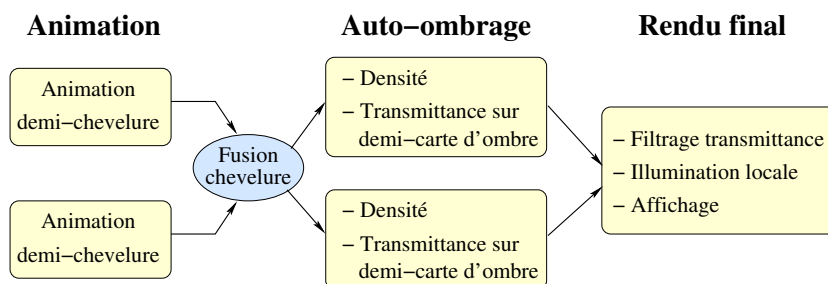 Animation
Auto−ombrage
Rendu final
Animation
demi−chevelure
Animation
demi−chevelure
Fusion
chevelure
− Densité
− Transmittance sur
demi−carte d'ombre
− Densité
− Transmittance sur
demi−carte d'ombre
− Filtrage transmittance
− Illumination locale
− Affichage